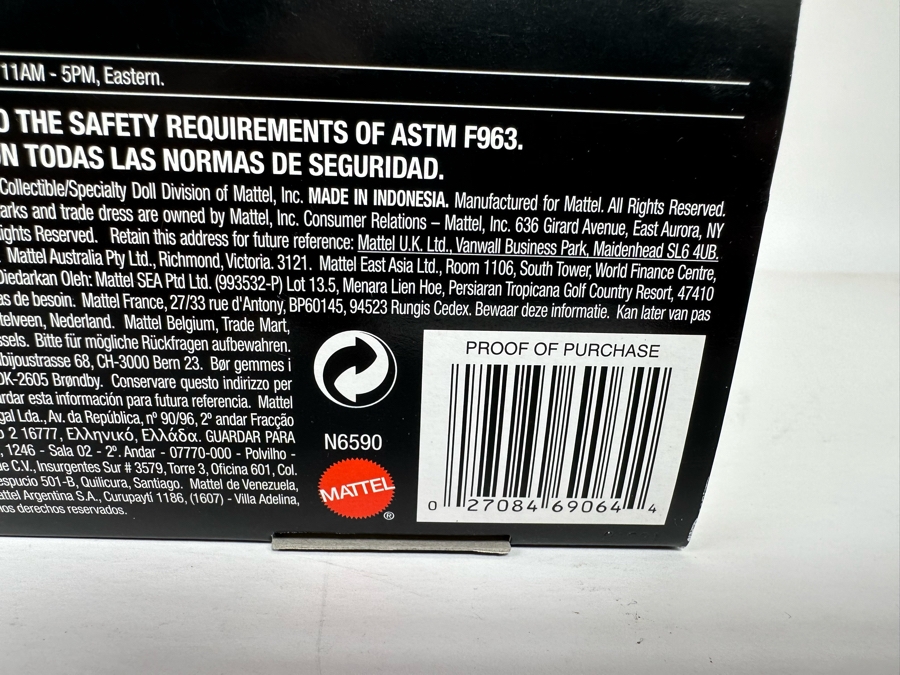 11AM - 5PM, Eastern.
THE SAFETY REQUIREMENTS OF ASTM F963.
TODAS LAS NORMAS DE SEGURIDAD.
Collectible/Specialty Doll Division of Mattel, Inc. MADE IN INDONESIA. Manufactured for Mattel. All Rights Reserved.
and trade dress are owned by Mattel, Inc. Consumer Relations – Mattel, Inc. 636 Girard Avenue, East Aurora, NY
Rights Reserved. Retain this address for future reference: Mattel U.K. Ltd., Vanwall Business Park, Maidenhead SL6 4UB.
Mattel Australia Pty Ltd., Richmond, Victoria. 3121. Mattel East Asia Ltd., Room 1106, South Tower, World Finance Centre,
Diedarkan Oleh: Mattel SEA Ptd Ltd. (993532-P) Lot 13.5, Menara Lien Hoe, Persiaran Tropicana Golf Country Resort, 47410
as de besoin. Mattel France, 27/33 rue d'Antony, BP60145, 94523 Rungis Cedex. Bewaar deze informatie. Kan later van pas
telveen, Nederland. Mattel Belgium, Trade Mart,
ssels. Bitte für mögliche Rückfragen aufbewahren.
bijoustrasse 68, CH-3000 Bern 23. Bør gemmes i
DK-2605 Brøndby. Conservare questo indirizzo per
rdar esta información para futura referencia. Mattel
gal Lda., Av. da República, nº 90/96, 2º andar Fracção
2 16777, Ελληνικό, Ελλάδα. GUARDAR PARA
, 1246 - Sala 02 - 2º. Andar - 07770-000 - Polvilho -
de C.V., Insurgentes Sur # 3579, Torre 3, Oficina 601, Col.
espucio 501-B, Quilicura, Santiago. Mattel de Venezuela,
attel Argentina S.A., Curupaytí 1186, (1607) - Villa Adelina,
los derechos reservados.
N6590
MATTEL®
PROOF OF PURCHASE
0 27084 69064 4